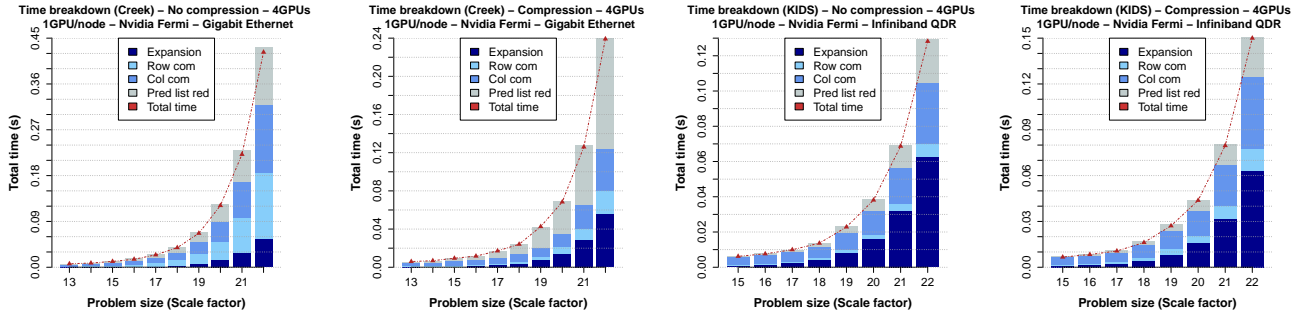 Time breakdown (Creek) – No compression – 4GPUs
1GPU/node – Nvidia Fermi – Gigabit Ethernet
Total time (s)
0.45
0.36
0.27
0.18
0.09
0.00
Expansion
Row com
Col com
Pred list red
Total time
13 15 17 19 21
Problem size (Scale factor)
Time breakdown (Creek) – Compression – 4GPUs
1GPU/node – Nvidia Fermi – Gigabit Ethernet
Total time (s)
0.24
0.20
0.16
0.12
0.08
0.04
0.00
Expansion
Row com
Col com
Pred list red
Total time
13 15 17 19 21
Problem size (Scale factor)
Time breakdown (KIDS) – No compression – 4GPUs
1GPU/node – Nvidia Fermi – Infiniband QDR
Total time (s)
0.12
0.10
0.08
0.06
0.04
0.02
0.00
Expansion
Row com
Col com
Pred list red
Total time
15 16 17 18 19 20 21 22
Problem size (Scale factor)
Time breakdown (KIDS) – Compression – 4GPUs
1GPU/node – Nvidia Fermi – Infiniband QDR
Total time (s)
0.15
0.12
0.09
0.06
0.03
0.00
Expansion
Row com
Col com
Pred list red
Total time
15 16 17 18 19 20 21 22
Problem size (Scale factor)